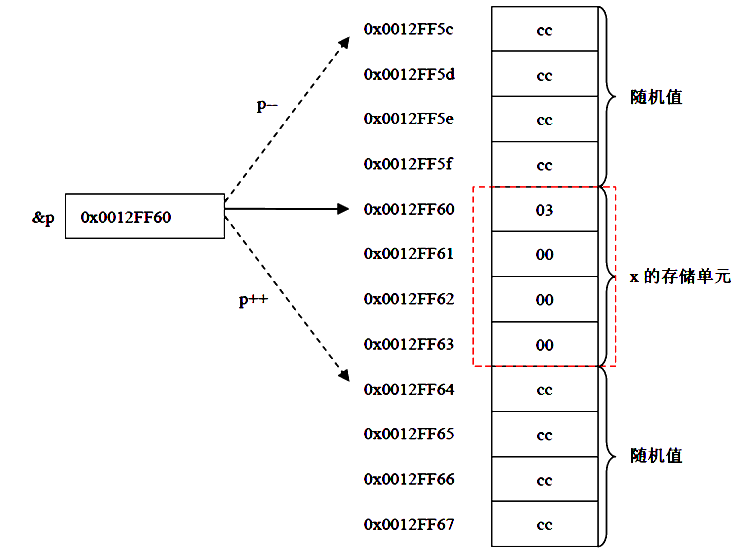 0x0012FF5c cc
0x0012FF5d cc
0x0012FF5e cc
0x0012FF5f cc
随机值
p--
&p 0x0012FF60
0x0012FF60 03
0x0012FF61 00
0x0012FF62 00
0x0012FF63 00
x 的存储单元
p++
0x0012FF64 cc
0x0012FF65 cc
0x0012FF66 cc
0x0012FF67 cc
随机值